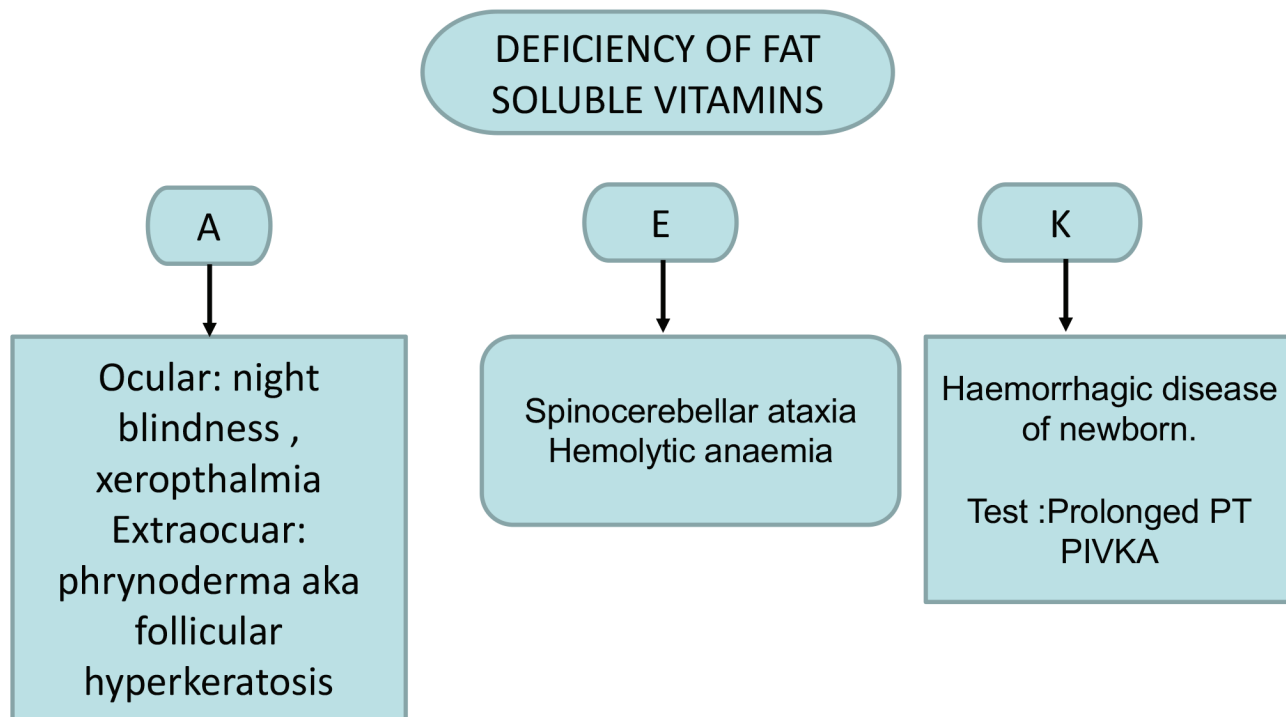 DEFICIENCY OF FAT
SOLUBLE VITAMINS
A
E
K
Ocular: night
blindness ,
xeropthalmia
Extraocuar:
phrynoderma aka
follicular
hyperkeratosis
Spinocerebellar ataxia
Hemolytic anaemia
Haemorrhagic disease
of newborn.
Test :Prolonged PT
PIVKA